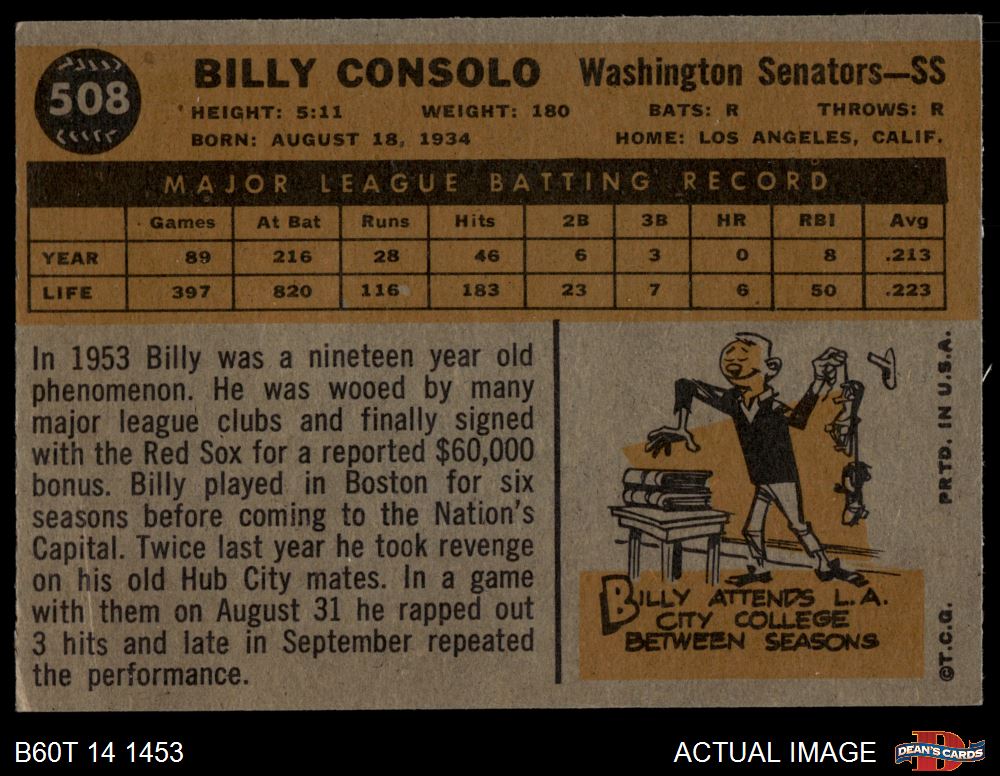 508
BILLY CONSOLO Washington Senators—SS
HEIGHT: 5:11 WEIGHT: 180 BATS: R THROWS: R
BORN: AUGUST 18, 1934 HOME: LOS ANGELES, CALIF.
MAJOR LEAGUE BATTING RECORD
Games At Bat Runs Hits 2B 3B HR RBI Avg
YEAR 89 216 28 46 6 3 0 8 .213
LIFE 397 820 116 183 23 7 6 50 .223
In 1953 Billy was a nineteen year old
phenomenon. He was wooed by many
major league clubs and finally signed
with the Red Sox for a reported $60,000
bonus. Billy played in Boston for six
seasons before coming to the Nation's
Capital. Twice last year he took revenge
on his old Hub City mates. In a game
with them on August 31 he rapped out
3 hits and late in September repeated
the performance.
BILLY ATTENDS L.A.
CITY COLLEGE
BETWEEN SEASONS
PRTD. IN U.S.A.
©T.C.G.
B60T 14 1453
ACTUAL IMAGE
D
DEAN'S CARDS